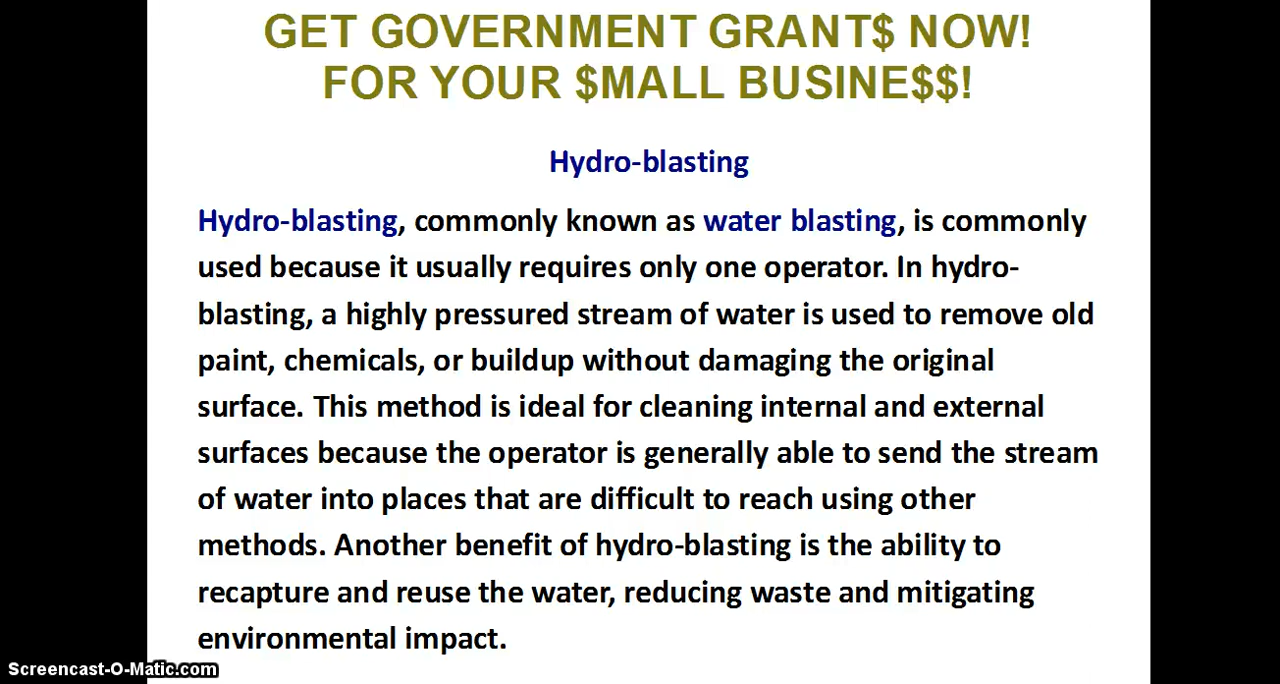 GET GOVERNMENT GRANT$ NOW!
FOR YOUR $MALL BUSINE$$!
Hydro-blasting
Hydro-blasting, commonly known as water blasting, is commonly
used because it usually requires only one operator. In hydro-
blasting, a highly pressured stream of water is used to remove old
paint, chemicals, or buildup without damaging the original
surface. This method is ideal for cleaning internal and external
surfaces because the operator is generally able to send the stream
of water into places that are difficult to reach using other
methods. Another benefit of hydro-blasting is the ability to
recapture and reuse the water, reducing waste and mitigating
environmental impact.
Screencast-O-Matic.com